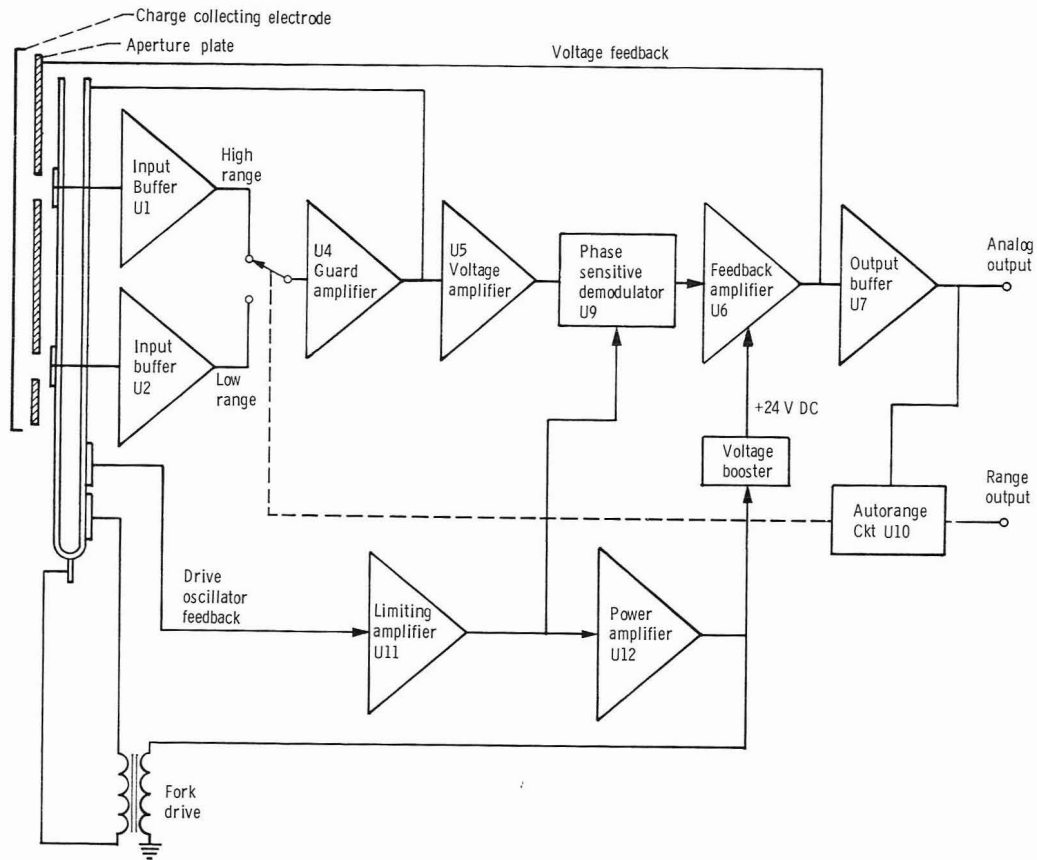 Charge collecting electrode
Aperture plate
Voltage feedback
Input
Buffer
U1
High
range
U4
Guard
amplifier
U5
Voltage
amplifier
Phase
sensitive
demodulator
U9
Feedback
amplifier
U6
Output
buffer
U7
Analog
output
Input
buffer
U2
Low
range
+24 V DC
Voltage
booster
Autorange
Ckt U10
Range
output
Drive
oscillator
feedback
Limiting
amplifier
U11
Power
amplifier
U12
Fork
drive